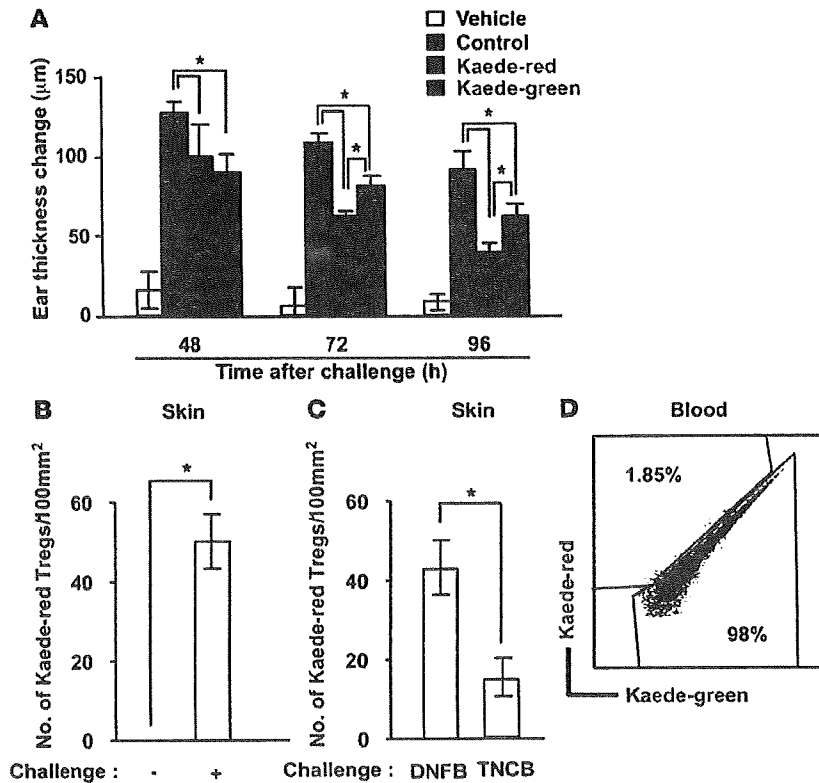 A
Vehicle
Control
Kaede-red
Kaede-green
Ear thickness change (μm)
150
100
50
0
*
*
*
*
*
48 72 96
Time after challenge (h)
B Skin
No. of Kaede-red Tregs/100mm²
60
40
20
0
*
Challenge : - +
C Skin
No. of Kaede-red Tregs/100mm²
60
40
20
0
*
Challenge : DNFB TNCB
D Blood
1.85%
98%
Kaede-red
Kaede-green